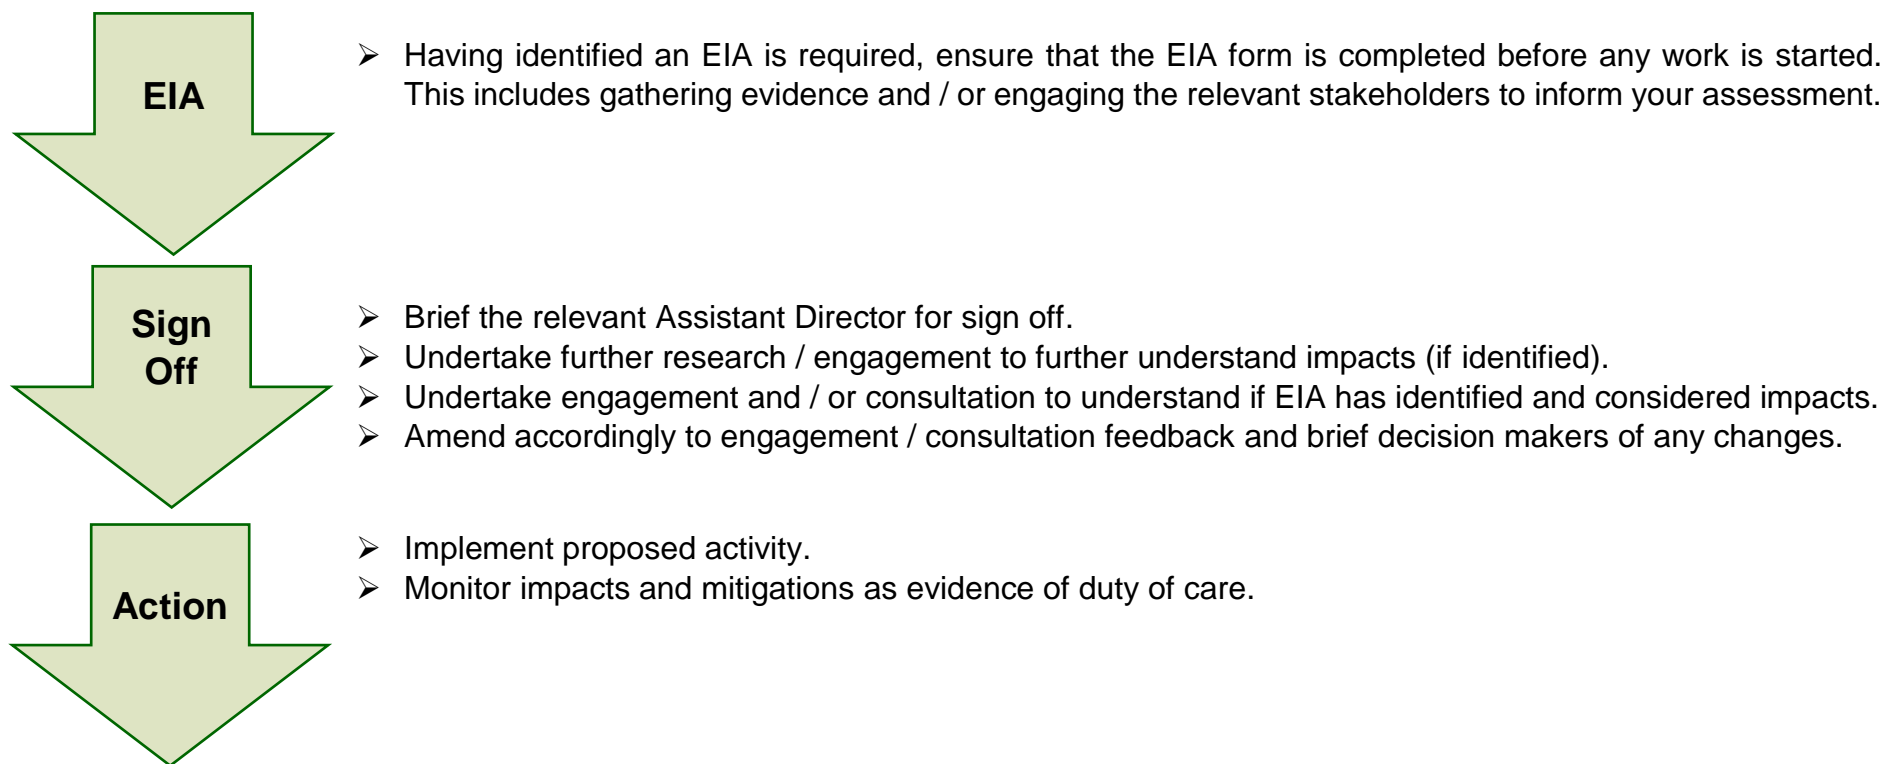 EIA
➢ Having identified an EIA is required, ensure that the EIA form is completed before any work is started.
This includes gathering evidence and / or engaging the relevant stakeholders to inform your assessment.
Sign
Off
➢ Brief the relevant Assistant Director for sign off.
➢ Undertake further research / engagement to further understand impacts (if identified).
➢ Undertake engagement and / or consultation to understand if EIA has identified and considered impacts.
➢ Amend accordingly to engagement / consultation feedback and brief decision makers of any changes.
Action
➢ Implement proposed activity.
➢ Monitor impacts and mitigations as evidence of duty of care.